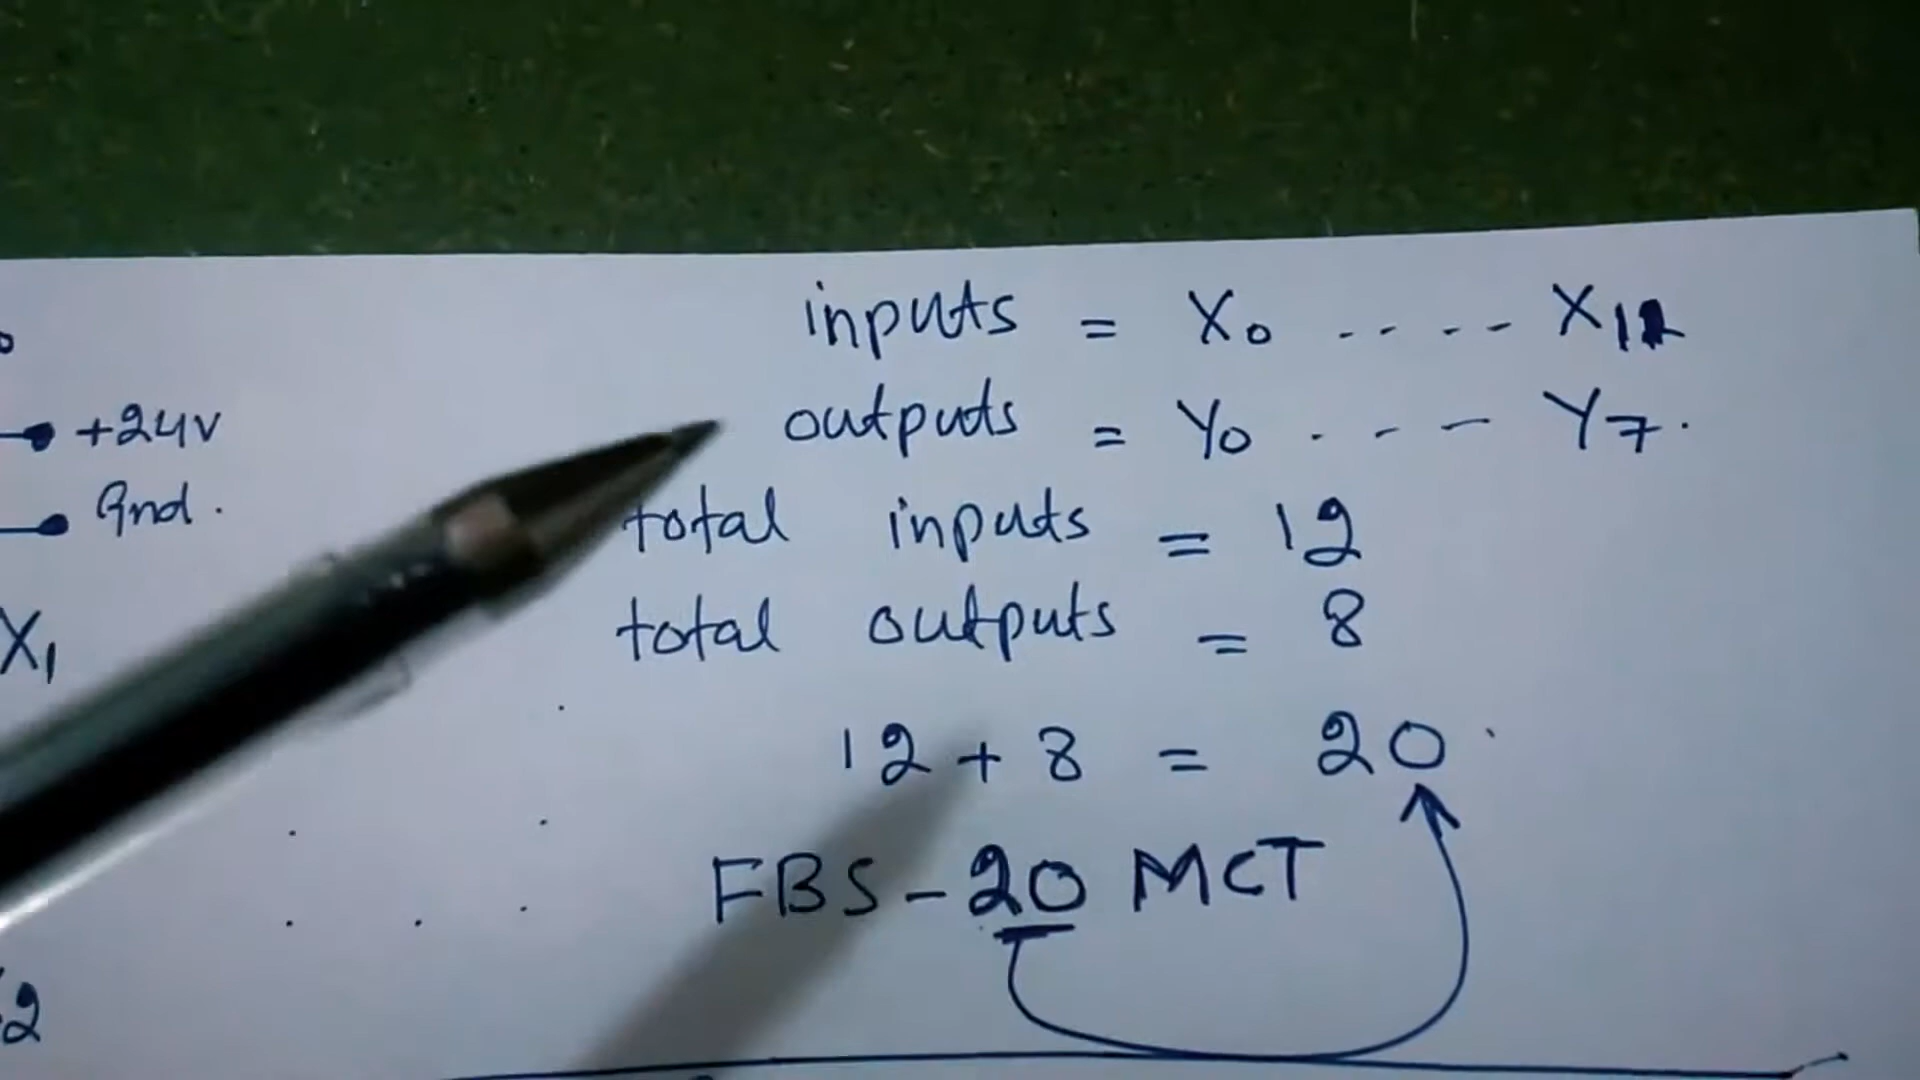 inputs = X0 ---- X
outputs = Y0 --- Y7.
total inputs = 12
total outputs = 8
12 + 8 = 20
FBS-20 MCT
+24V
Gnd.
X1
2